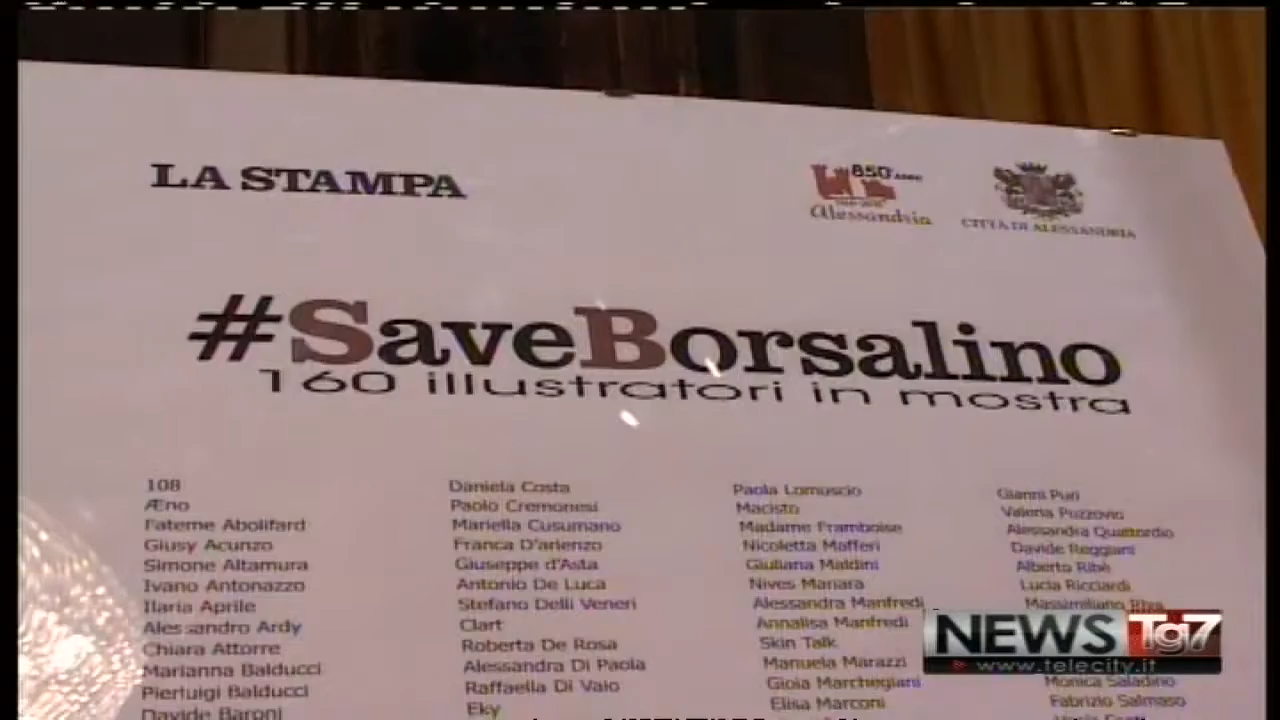 LA STAMPA
850 ANNI
Alessandria
CITTÀ DI ALESSANDRIA
#SaveBorsalino
160 illustratori in mostra
108
Æno
Fateme Abolifard
Giusy Acunzo
Simone Altamura
Ivano Antonazzo
Ilaria Aprile
Alessandro Ardy
Chiara Attorre
Marianna Balducci
Pierluigi Balducci
Davide Baroni
Daniela Costa
Paolo Cremonesi
Mariella Cusumano
Franca D'arienzo
Giuseppe d'Asta
Antonio De Luca
Stefano Delli Veneri
Clart
Roberta De Rosa
Alessandra Di Paola
Raffaella Di Vaio
Eky
Paola Lomuscio
Macisto
Madame Framboise
Nicoletta Mafferi
Giuliana Maldini
Nives Manara
Alessandra Manfredi
Annalisa Manfredi
Skin Talk
Manuela Marazzi
Gioia Marchegiani
Elisa Marconi
Gianni Puri
Valeria Puzzovio
Alessandra Quattordio
Davide Reggiani
Alberto Ribè
Lucia Ricciardi
Massimiliano Riva
Monica Saladino
Fabrizio Salmaso
NEWS Tg7
www.telecity.it